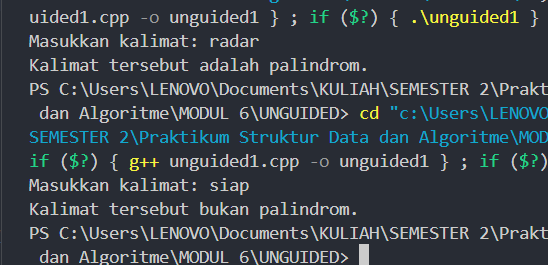 uided1.cpp -o unguided1 } ; if ($?) { .\unguided1 }
Masukkan kalimat: radar
Kalimat tersebut adalah palindrom.
PS C:\Users\LENOVO\Documents\KULIAH\SEMESTER 2\Prakt
dan Algoritme\MODUL 6\UNGUIDED> cd "c:\Users\LENOVO
SEMESTER 2\Praktikum Struktur Data dan Algoritme\MOD
if ($?) { g++ unguided1.cpp -o unguided1 } ; if ($?)
Masukkan kalimat: siap
Kalimat tersebut bukan palindrom.
PS C:\Users\LENOVO\Documents\KULIAH\SEMESTER 2\Prakt
dan Algoritme\MODUL 6\UNGUIDED>